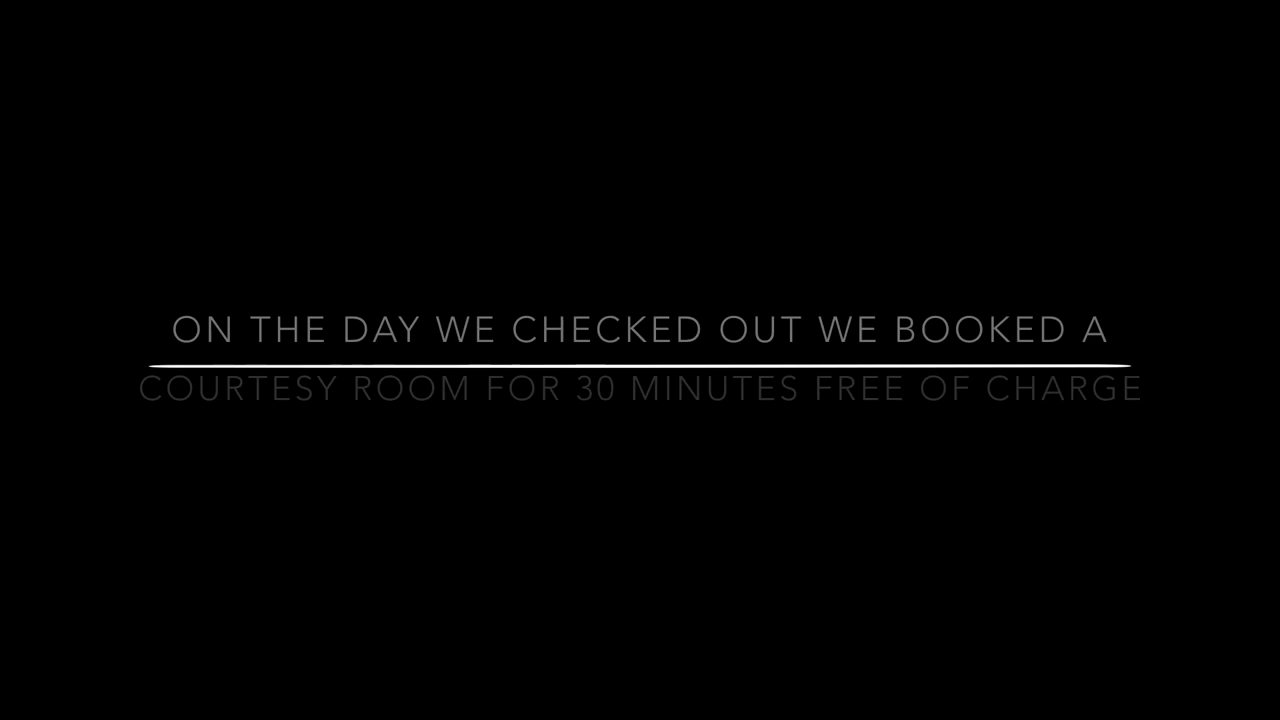 ON THE DAY WE CHECKED OUT WE BOOKED A
COURTESY ROOM FOR 30 MINUTES FREE OF CHARGE